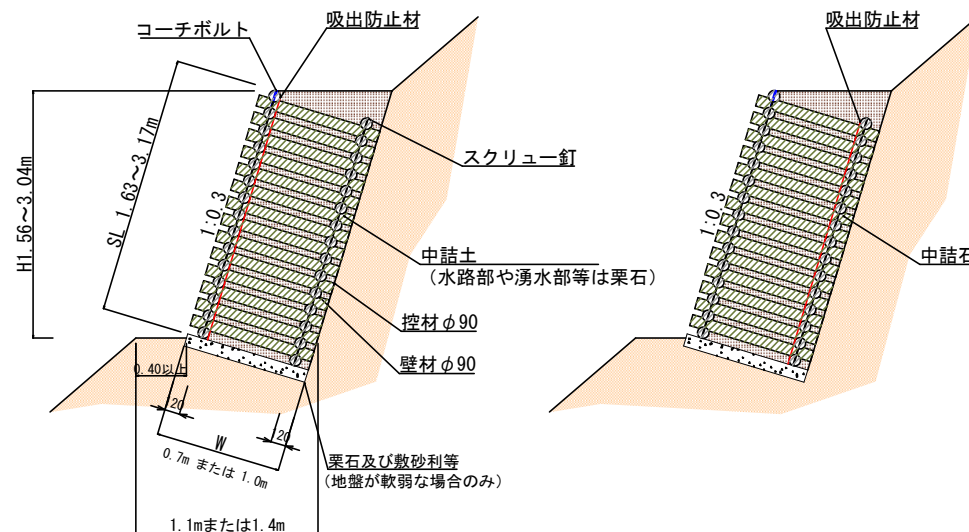 コーチボルト
吸出防止材
吸出防止材
スクリュー釘
SL 1.63~3.17m
H1.56~3.04m
1:0.3
1:0.3
中詰土
(水路部や湧水部等は栗石)
中詰石
控材φ90
壁材φ90
0.40以上
120
120
W
0.7m または 1.0m
栗石及び敷砂利等
(地盤が軟弱な場合のみ)
1.1mまたは1.4m